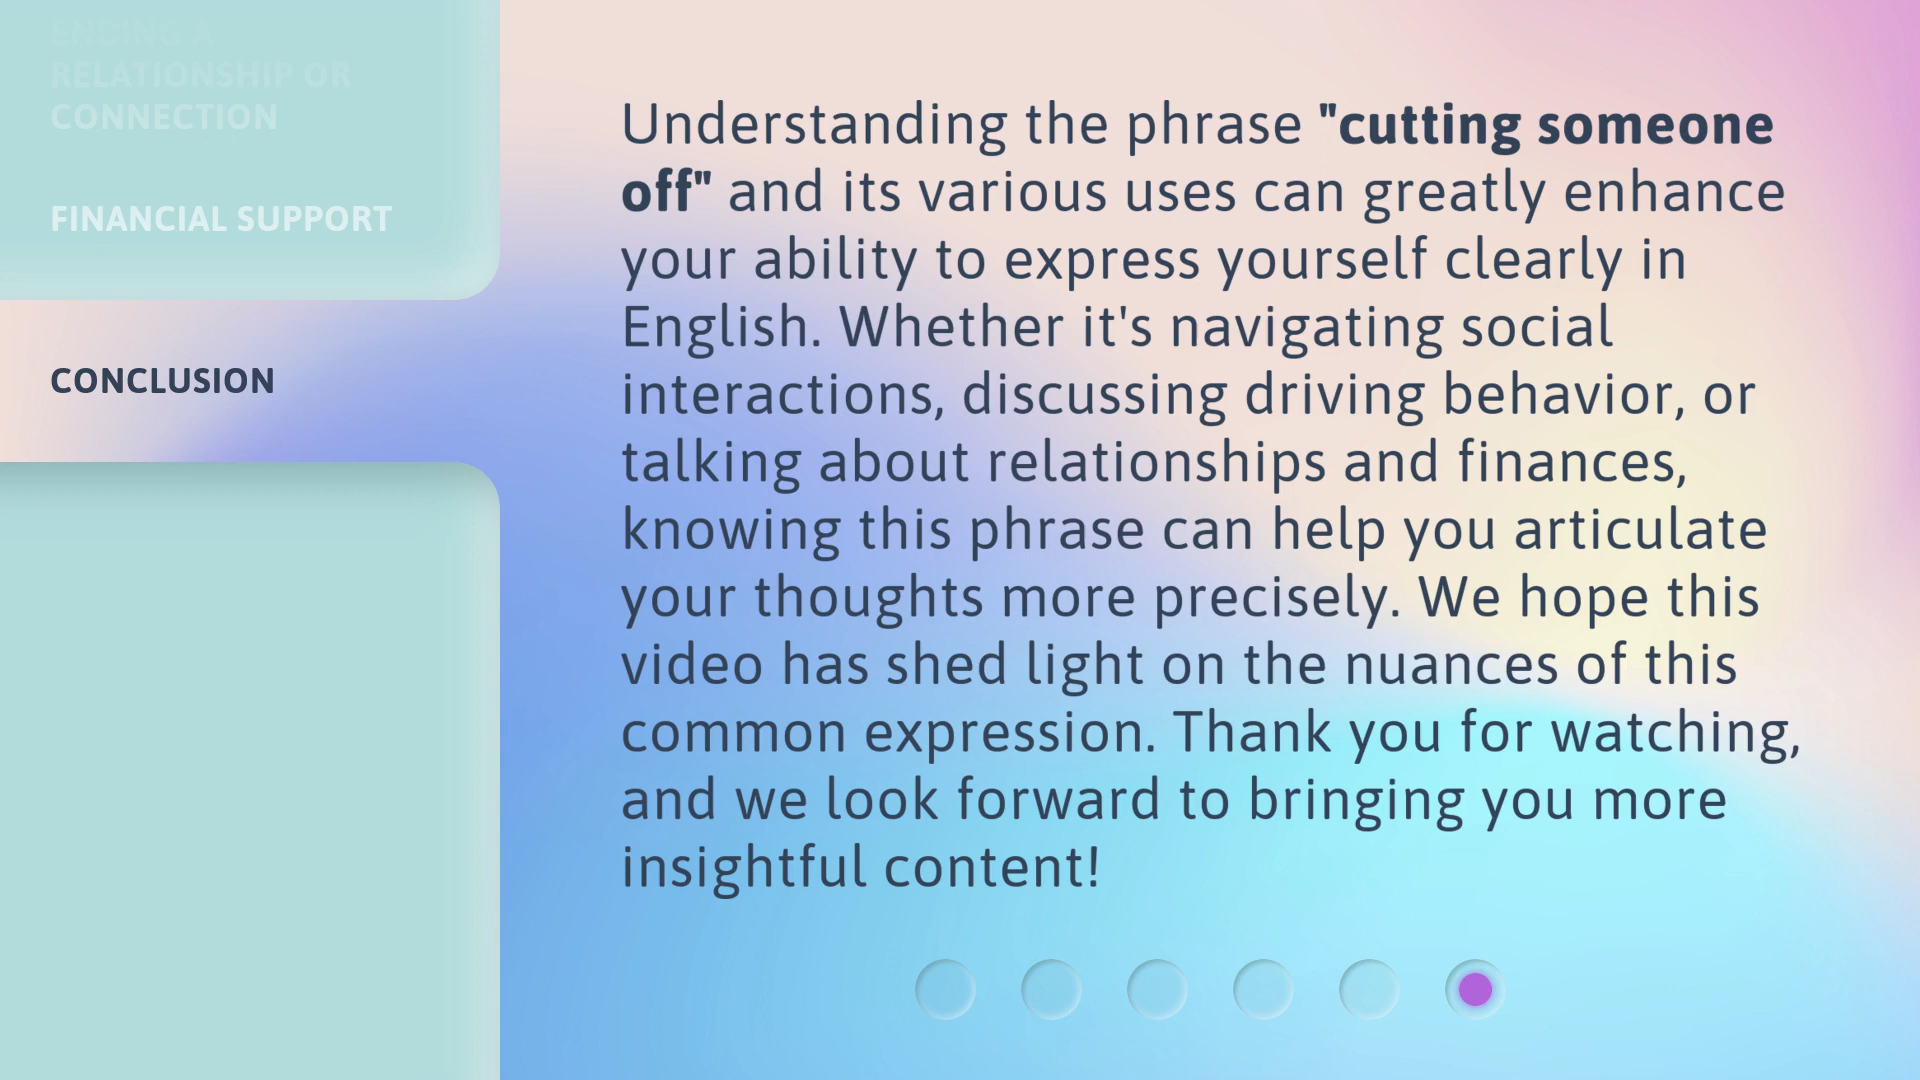 ENDING A
RELATIONSHIP OR
CONNECTION
FINANCIAL SUPPORT
CONCLUSION
Understanding the phrase "cutting someone
off" and its various uses can greatly enhance
your ability to express yourself clearly in
English. Whether it's navigating social
interactions, discussing driving behavior, or
talking about relationships and finances,
knowing this phrase can help you articulate
your thoughts more precisely. We hope this
video has shed light on the nuances of this
common expression. Thank you for watching,
and we look forward to bringing you more
insightful content!